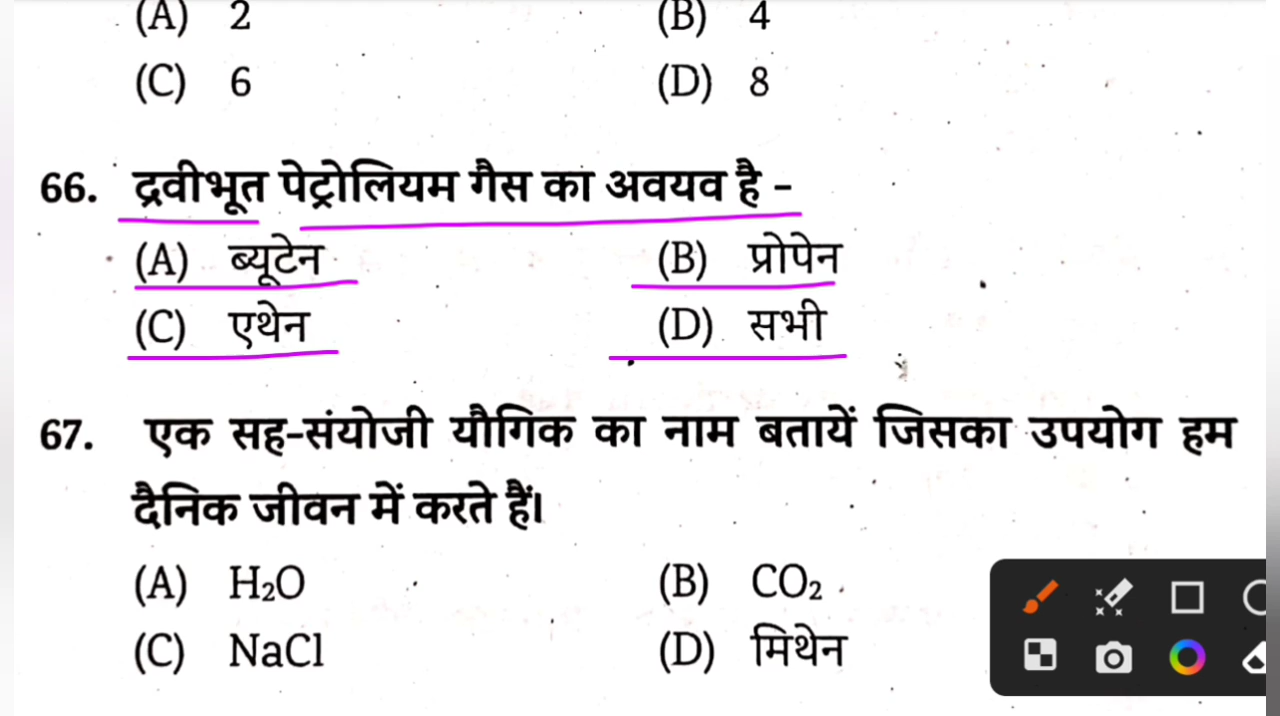 (A) 2 (B) 4
(C) 6 (D) 8
66. द्रवीभूत पेट्रोलियम गैस का अवयव है -
(A) ब्यूटेन (B) प्रोपेन
(C) एथेन (D) सभी
67. एक सह-संयोजी यौगिक का नाम बतायें जिसका उपयोग हम
दैनिक जीवन में करते हैं।
(A) H₂O (B) CO₂
(C) NaCl (D) मिथेन